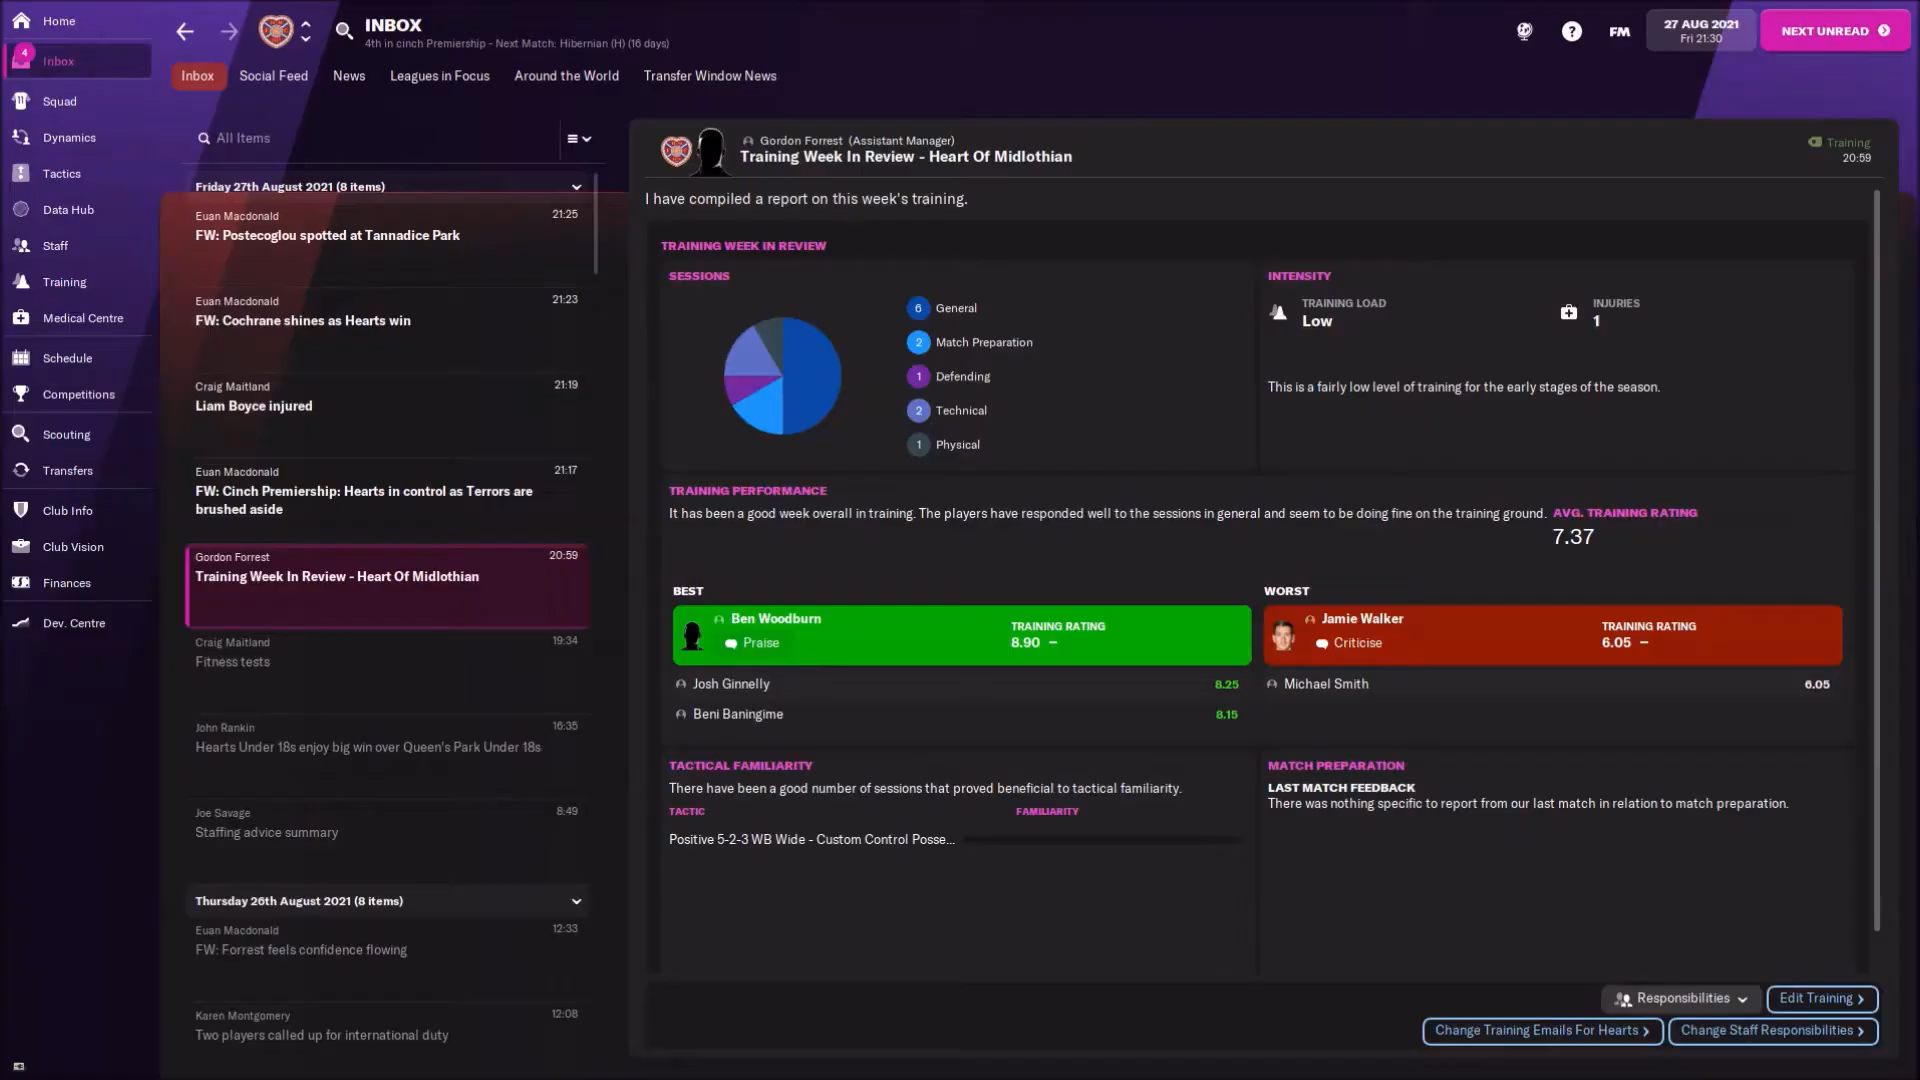 Home
4
Inbox
Squad
Dynamics
Tactics
Data Hub
Staff
Training
Medical Centre
Schedule
Competitions
Scouting
Transfers
Club Info
Club Vision
Finances
Dev. Centre
INBOX
4th in cinch Premiership - Next Match: Hibernian (H) (16 days)
?
FM
27 AUG 2021
Fri 21:30
NEXT UNREAD
Inbox
Social Feed
News
Leagues in Focus
Around the World
Transfer Window News
All Items
Friday 27th August 2021 (8 items)
Euan Macdonald 21:25
FW: Postecoglou spotted at Tannadice Park
Euan Macdonald 21:23
FW: Cochrane shines as Hearts win
Craig Maitland 21:19
Liam Boyce injured
Euan Macdonald 21:17
FW: Cinch Premiership: Hearts in control as Terrors are
brushed aside
Gordon Forrest 20:59
Training Week In Review - Heart Of Midlothian
Craig Maitland 19:34
Fitness tests
John Rankin 16:35
Hearts Under 18s enjoy big win over Queen's Park Under 18s
Joe Savage 8:49
Staffing advice summary
Thursday 26th August 2021 (8 items)
Euan Macdonald 12:33
FW: Forrest feels confidence flowing
Karen Montgomery 12:08
Two players called up for international duty
Gordon Forrest (Assistant Manager)
Training Week In Review - Heart Of Midlothian
Training
20:59
I have compiled a report on this week's training.
TRAINING WEEK IN REVIEW
SESSIONS
6 General
2 Match Preparation
1 Defending
2 Technical
1 Physical
INTENSITY
TRAINING LOAD
Low
INJURIES
1
This is a fairly low level of training for the early stages of the season.
TRAINING PERFORMANCE
It has been a good week overall in training. The players have responded well to the sessions in general and seem to be doing fine on the training ground.
AVG. TRAINING RATING
7.37
BEST
Ben Woodburn
Praise
TRAINING RATING
8.90 –
Josh Ginnelly 8.25
Beni Baningime 8.15
WORST
Jamie Walker
Criticise
TRAINING RATING
6.05 –
Michael Smith 6.05
TACTICAL FAMILIARITY
There have been a good number of sessions that proved beneficial to tactical familiarity.
TACTIC FAMILIARITY
Positive 5-2-3 WB Wide - Custom Control Posse...
MATCH PREPARATION
LAST MATCH FEEDBACK
There was nothing specific to report from our last match in relation to match preparation.
Responsibilities
Edit Training
Change Training Emails For Hearts
Change Staff Responsibilities